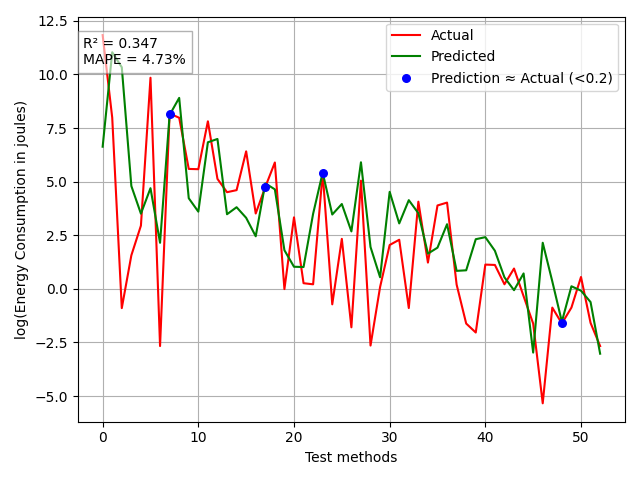 R² = 0.347
MAPE = 4.73%
Actual
Predicted
Prediction ≈ Actual (<0.2)
12.5
10.0
7.5
5.0
2.5
0.0
−2.5
−5.0
log(Energy Consumption in joules)
0 10 20 30 40 50
Test methods